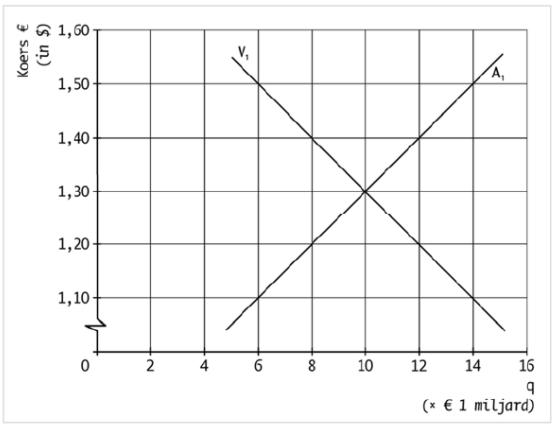 Koers €
(in $)
1,60
1,50
1,40
1,30
1,20
1,10
V₁
A₁
0 2 4 6 8 10 12 14 16
q
(× € 1 miljard)